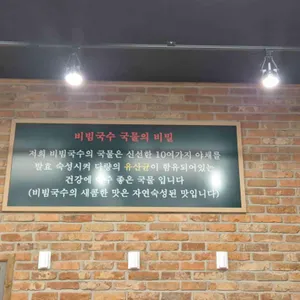 비빔국수 국물의 비밀
저희 비빔국수의 국물은 신선한 10여가지 야채를
발효 숙성시켜 다량의 유산균이 함유되어있는
건강에 아주 좋은 국물 입니다
(비빔국수의 새콤한 맛은 자연숙성된 맛입니다)